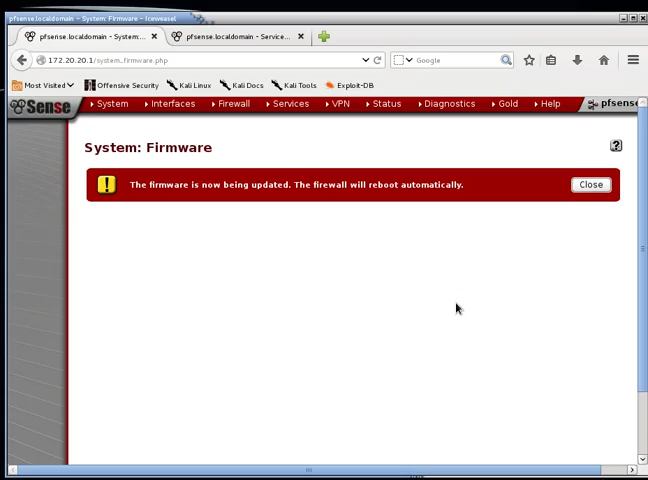 pfsense.localdomain - System: Firmware - Iceweasel
pfsense.localdomain - System:...
pfsense.localdomain - Service...
172.20.20.1/system_firmware.php
Google
Most Visited
Offensive Security
Kali Linux
Kali Docs
Kali Tools
Exploit-DB
Sense
System
Interfaces
Firewall
Services
VPN
Status
Diagnostics
Gold
Help
pfsens
System: Firmware
?
! The firmware is now being updated. The firewall will reboot automatically.
Close